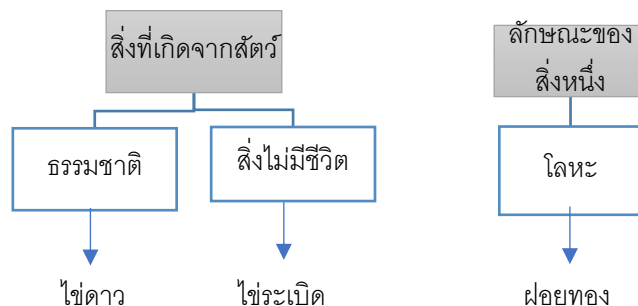 สิ่งที่เกิดจากสัตว์
ธรรมชาติ
สิ่งไม่มีชีวิต
ไข่ดาว
ไข่ระเบิด
ลักษณะของ
สิ่งหนึ่ง
โลหะ
ฝอยทอง